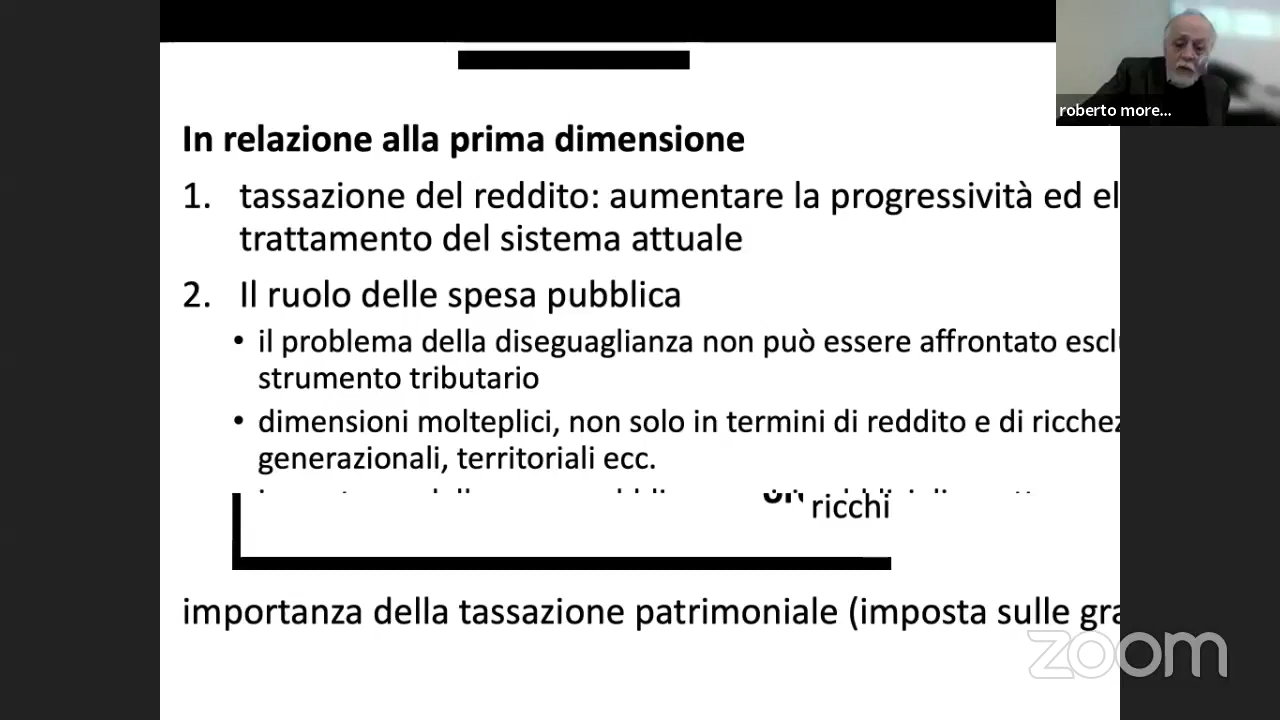 roberto more...
In relazione alla prima dimensione
1. tassazione del reddito: aumentare la progressività ed el
trattamento del sistema attuale
2. Il ruolo delle spesa pubblica
• il problema della diseguaglianza non può essere affrontato escl
strumento tributario
• dimensioni molteplici, non solo in termini di reddito e di ricchez
generazionali, territoriali ecc.
ricchi
importanza della tassazione patrimoniale (imposta sulle gra
zoom